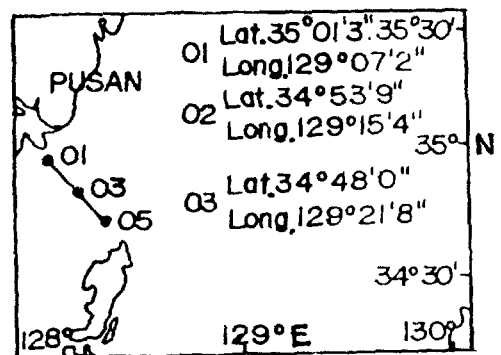 O1 Lat.35°01'3" 35°30'
Long.129°07'2"
PUSAN
O2 Lat.34°53'9"
Long.129°15'4"
35° N
O1
O3
O3 Lat.34°48'0"
Long.129°21'8"
O5
34°30'
128° 129°E 130°